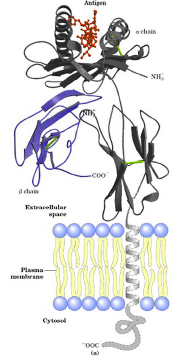 Antigen
α chain
NH₃⁺
NH₃⁺
COO⁻
β chain
Extracellular
space
Plasma
membrane
Cytosol
⁻OOC
(a)